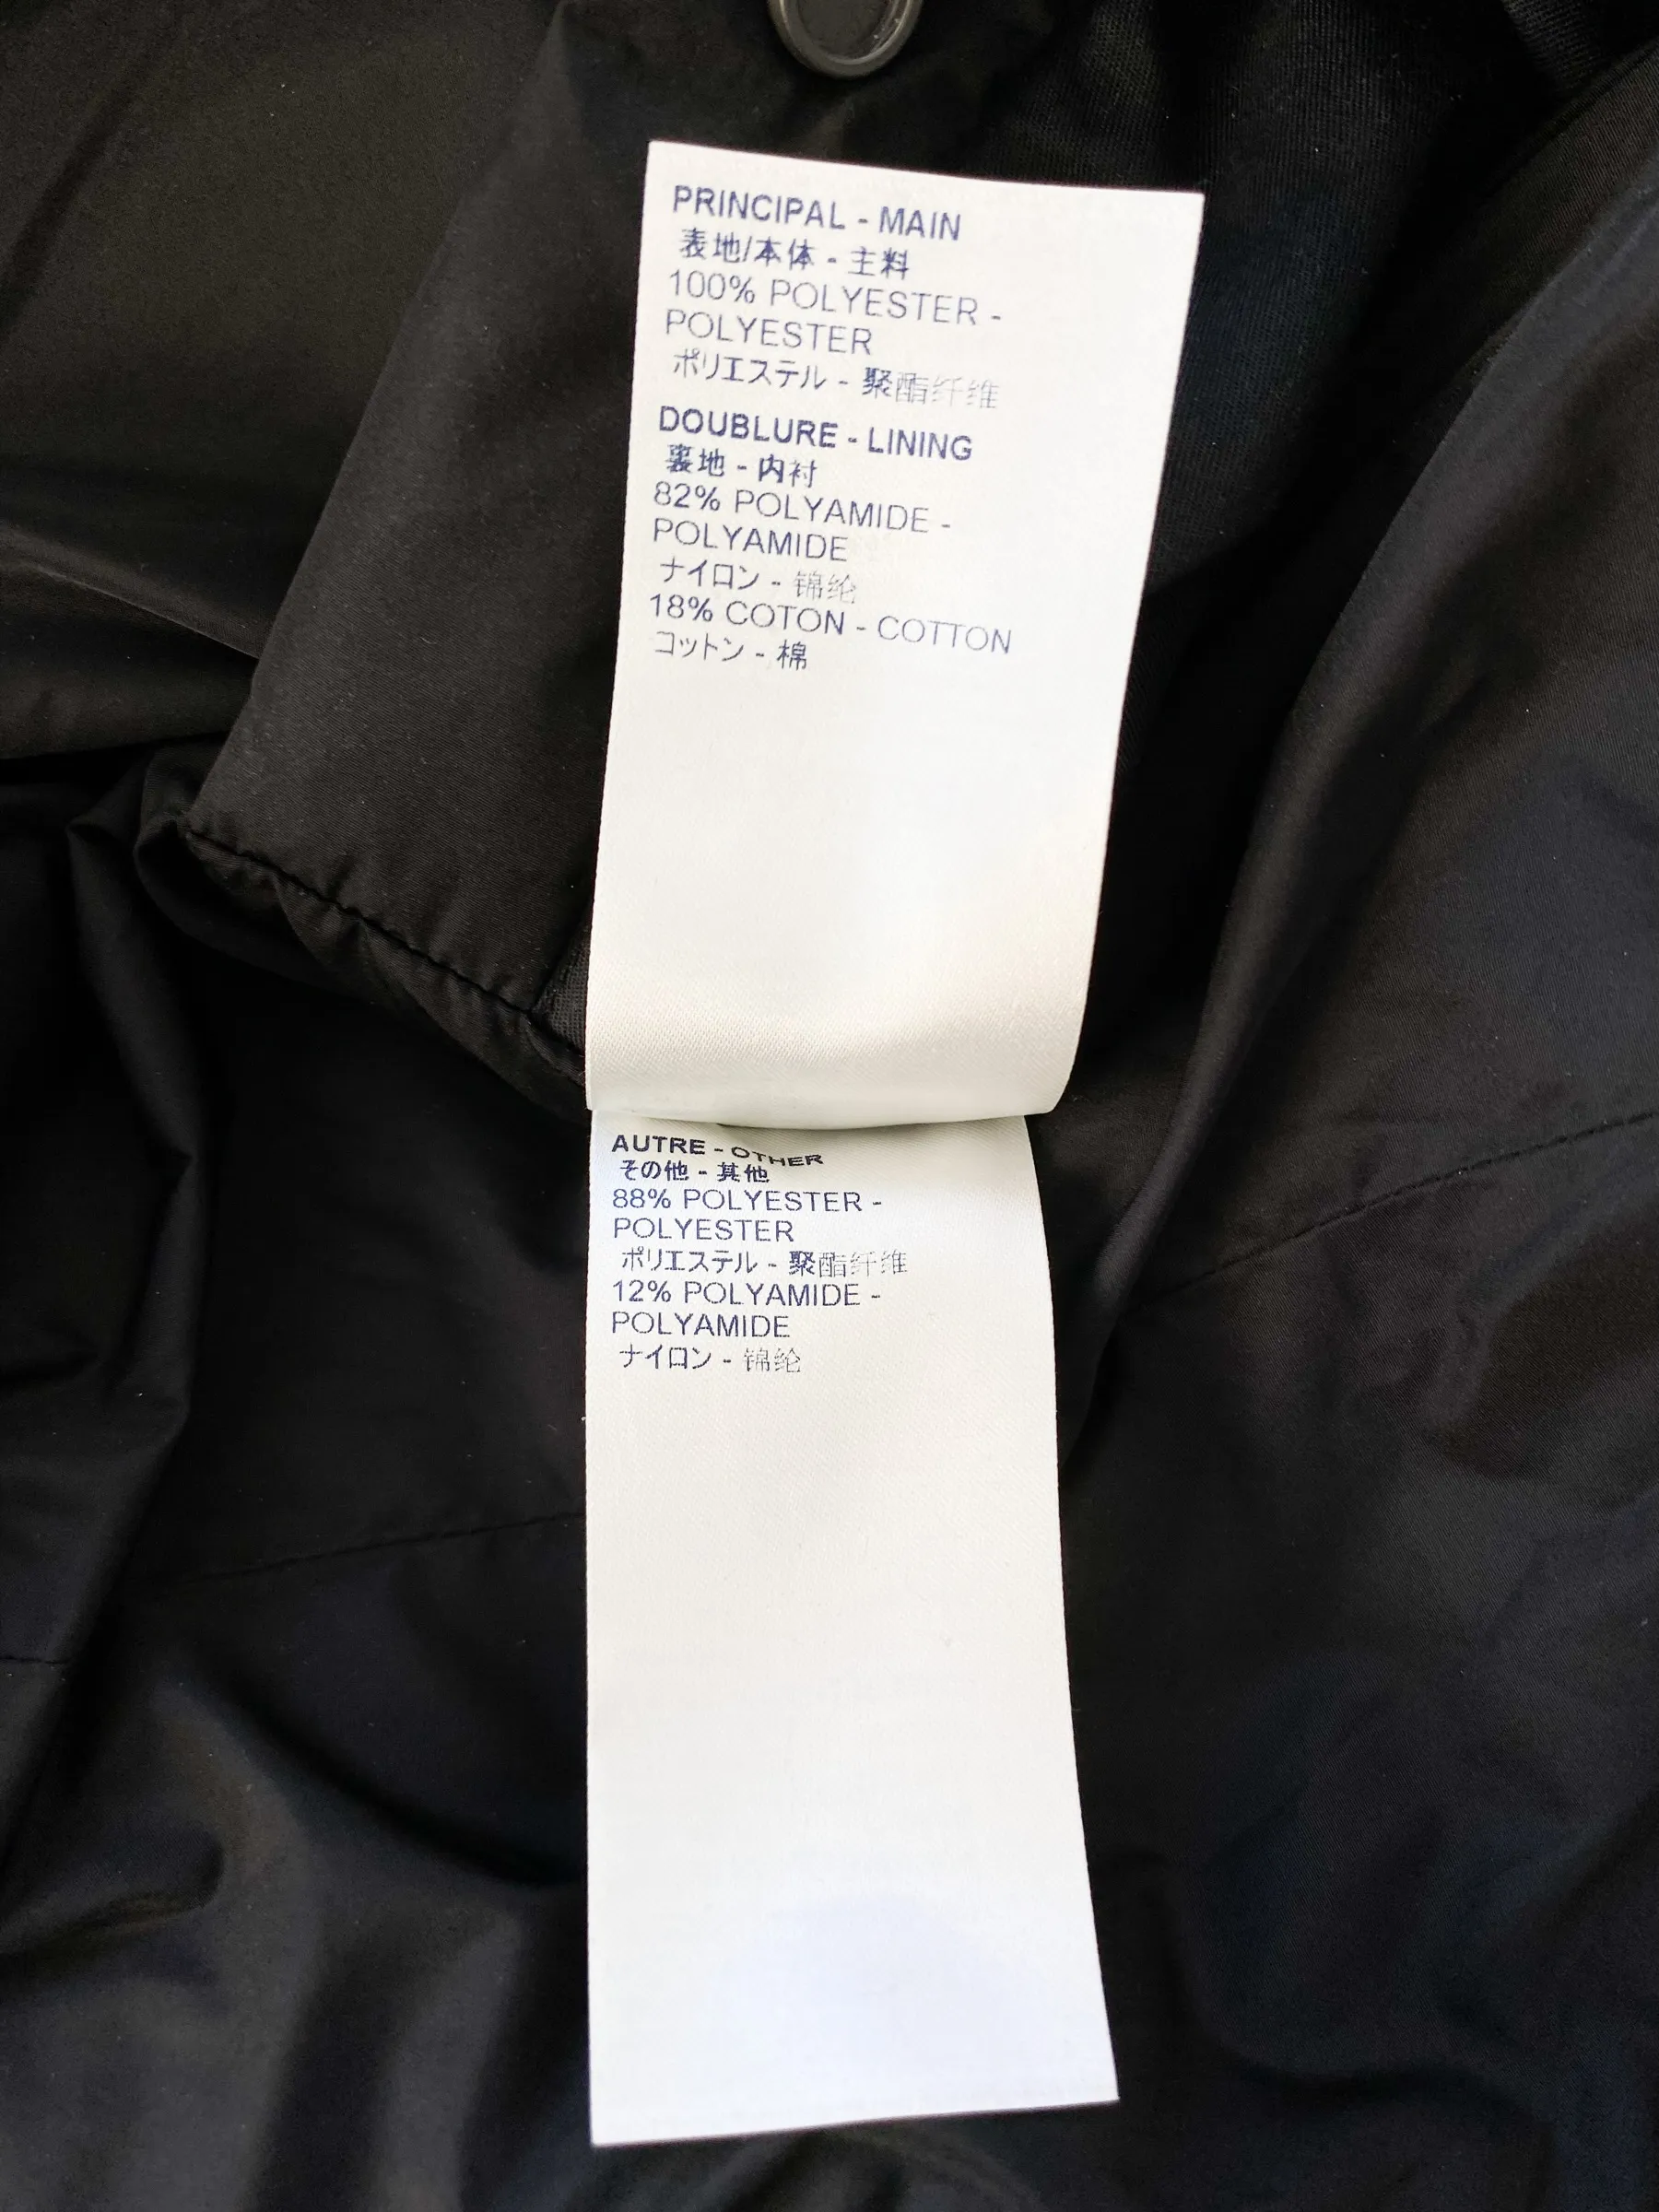 PRINCIPAL - MAIN
表地/本体 - 主料
100% POLYESTER -
POLYESTER
ポリエステル - 聚酯纤维
DOUBLURE - LINING
裏地 - 内衬
82% POLYAMIDE -
POLYAMIDE
ナイロン - 锦纶
18% COTON - COTTON
コットン - 棉
AUTRE - OTHER
その他 - 其他
88% POLYESTER -
POLYESTER
ポリエステル - 聚酯纤维
12% POLYAMIDE -
POLYAMIDE
ナイロン - 锦纶